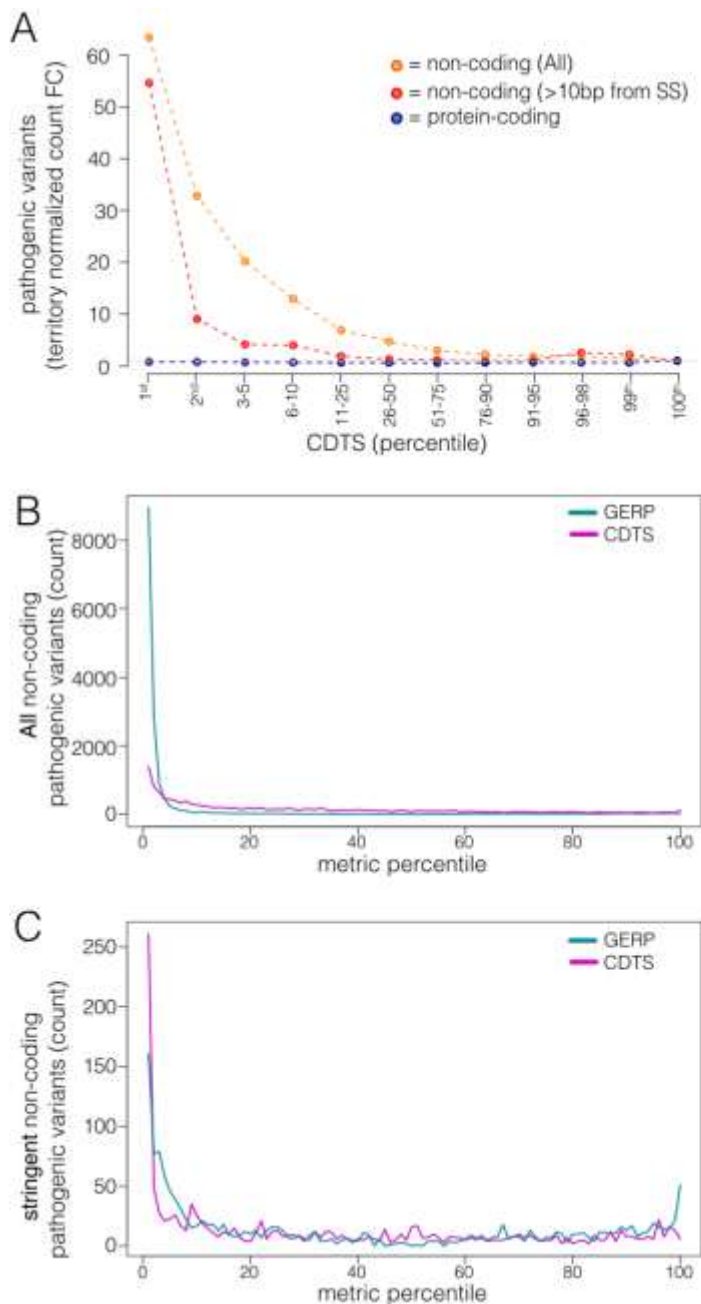 A
pathogenic variants
(territory normalized count FC)
60
50
40
30
20
10
0
= non-coding (All)
= non-coding (>10bp from SS)
= protein-coding
1st
2nd
3-5
6-10
11-25
26-50
51-75
76-90
91-95
96-98
99th
100th
CDTS (percentile)
B
All non-coding
pathogenic variants (count)
8000
6000
4000
2000
0
GERP
CDTS
0 20 40 60 80 100
metric percentile
C
stringent non-coding
pathogenic variants (count)
250
200
150
100
50
0
GERP
CDTS
0 20 40 60 80 100
metric percentile